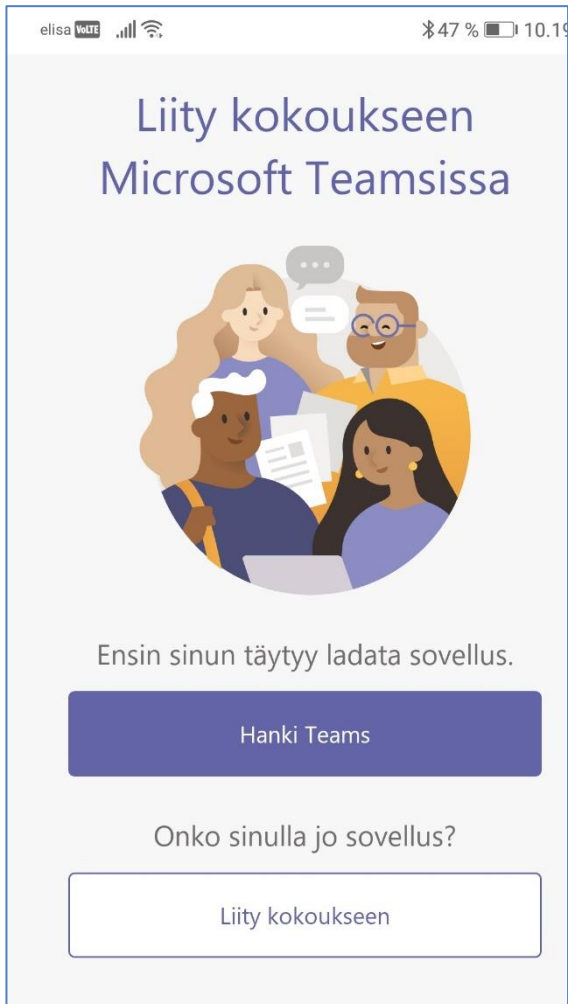 elisa VoLTE 47 % 10.19
Liity kokoukseen
Microsoft Teamsissa
Ensin sinun täytyy ladata sovellus.
Hanki Teams
Onko sinulla jo sovellus?
Liity kokoukseen